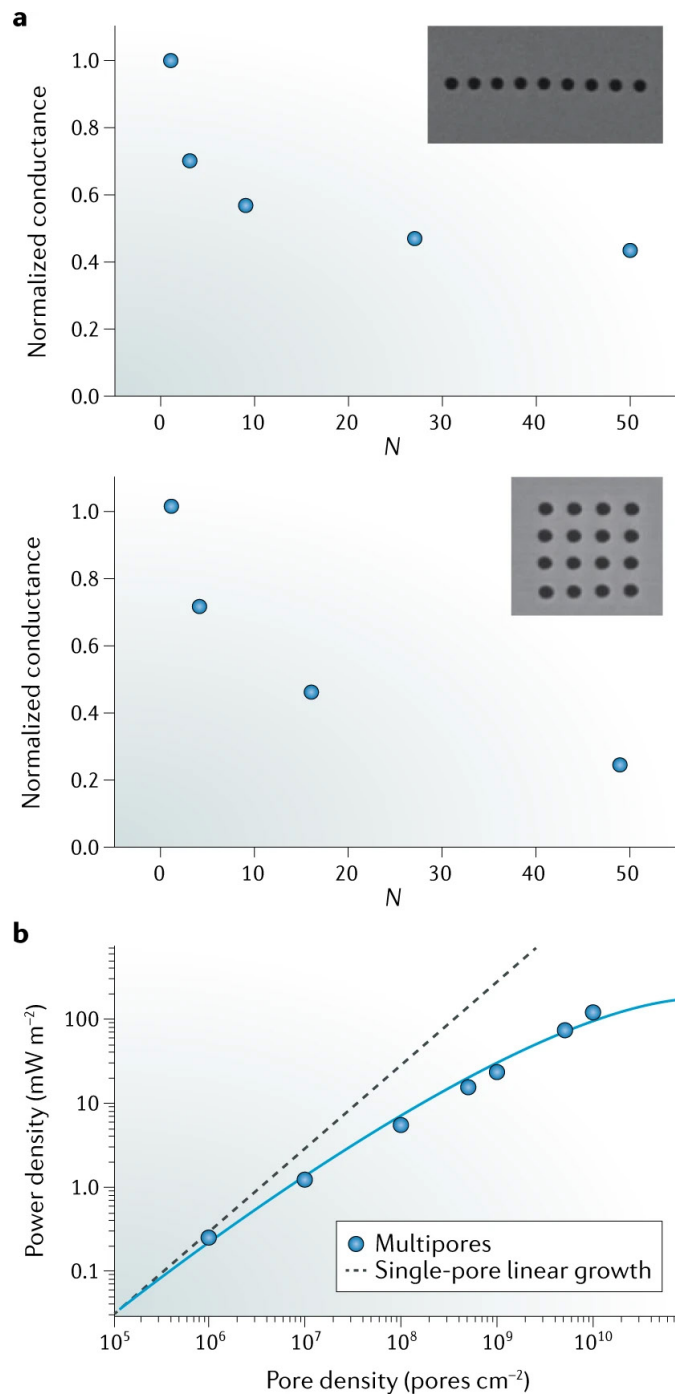 a
Normalized conductance
1.0
0.8
0.6
0.4
0.2
0.0
0 10 20 30 40 50
N
Normalized conductance
1.0
0.8
0.6
0.4
0.2
0.0
0 10 20 30 40 50
N
b
Power density (mW m⁻²)
100
10
1.0
0.1
Multipores
Single-pore linear growth
10⁵ 10⁶ 10⁷ 10⁸ 10⁹ 10¹⁰
Pore density (pores cm⁻²)